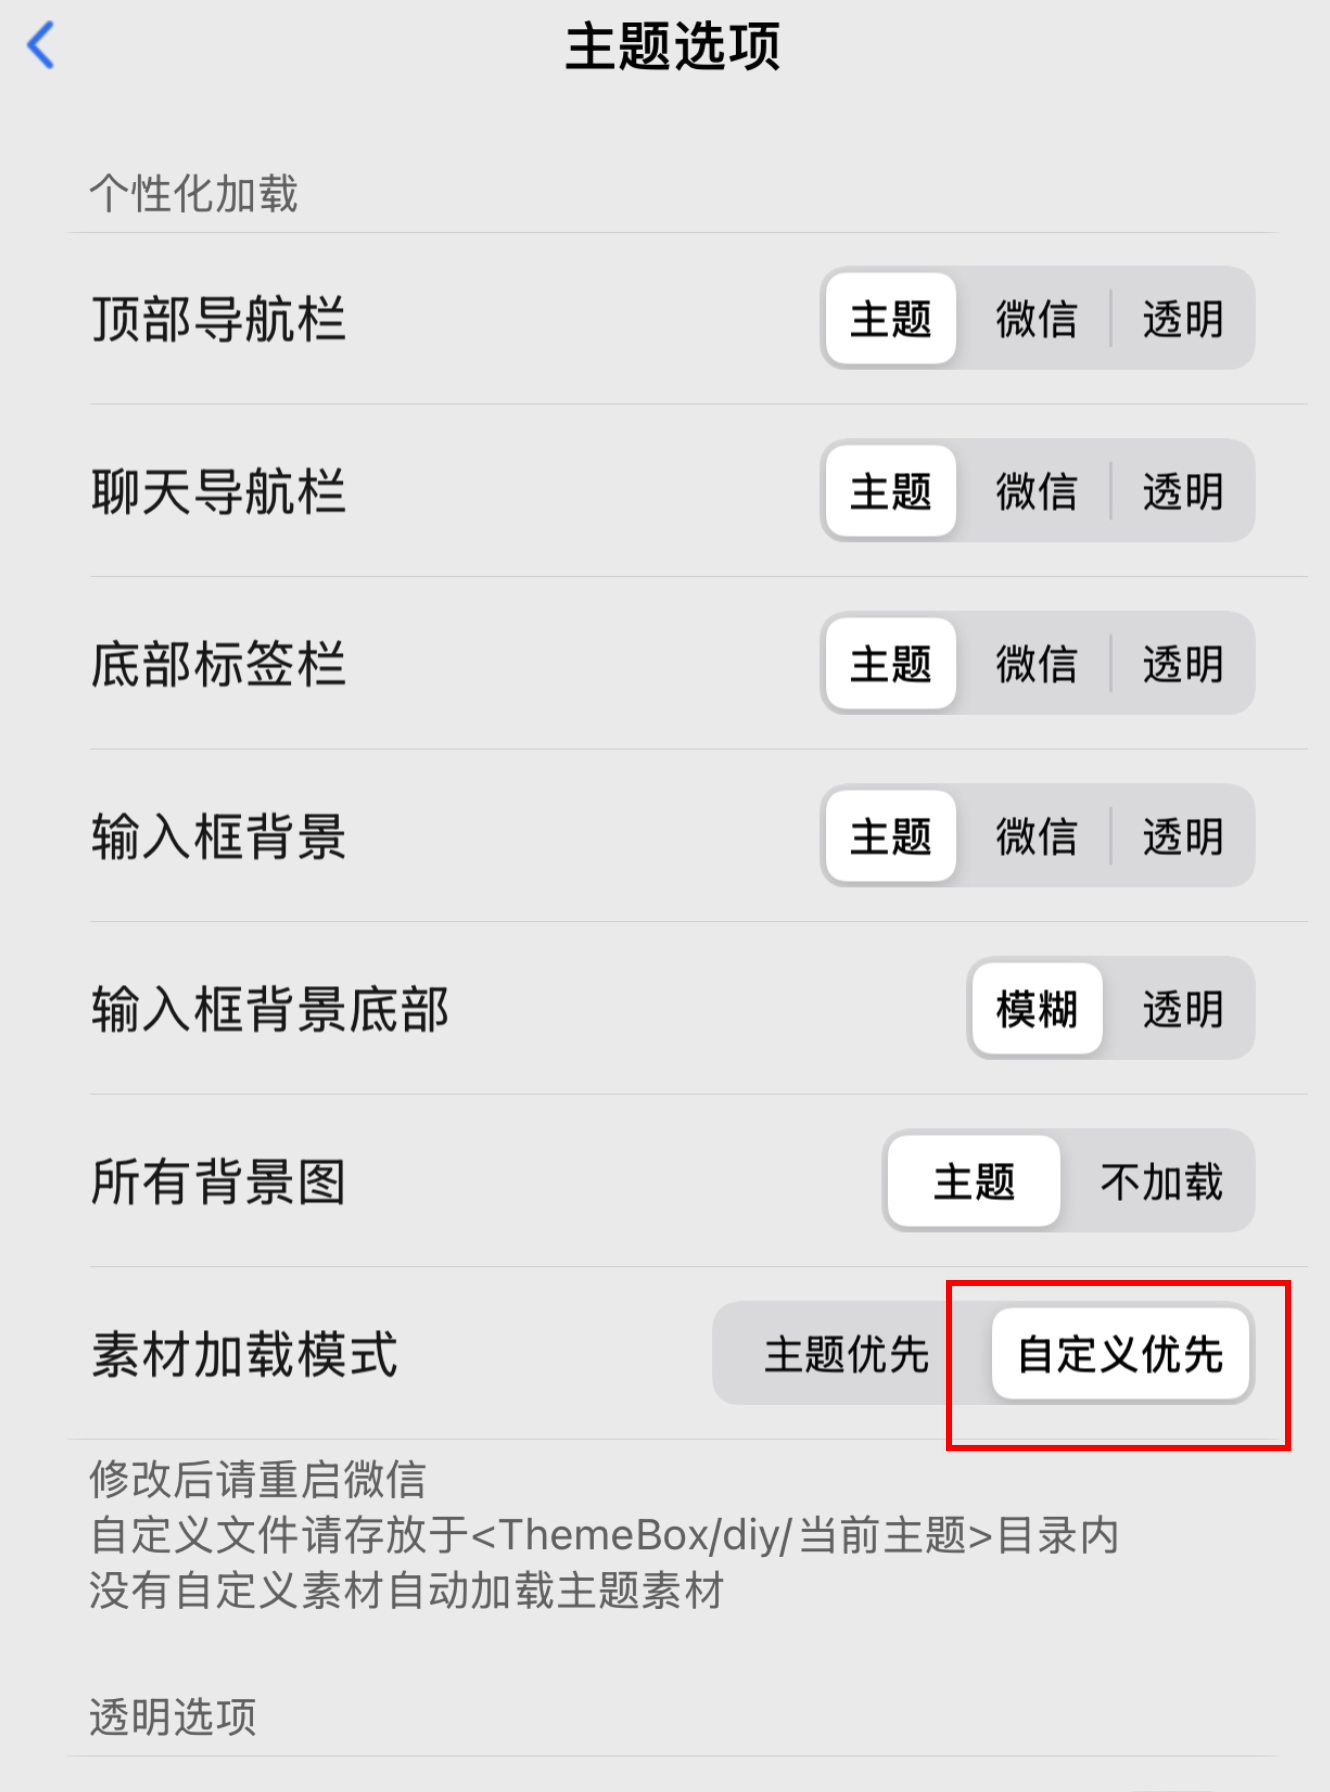 主题选项
个性化加载
顶部导航栏 主题 微信 透明
聊天导航栏 主题 微信 透明
底部标签栏 主题 微信 透明
输入框背景 主题 微信 透明
输入框背景底部 模糊 透明
所有背景图 主题 不加载
素材加载模式 主题优先 自定义优先
修改后请重启微信
自定义文件请存放于<ThemeBox/diy/当前主题>目录内
没有自定义素材自动加载主题素材
透明选项